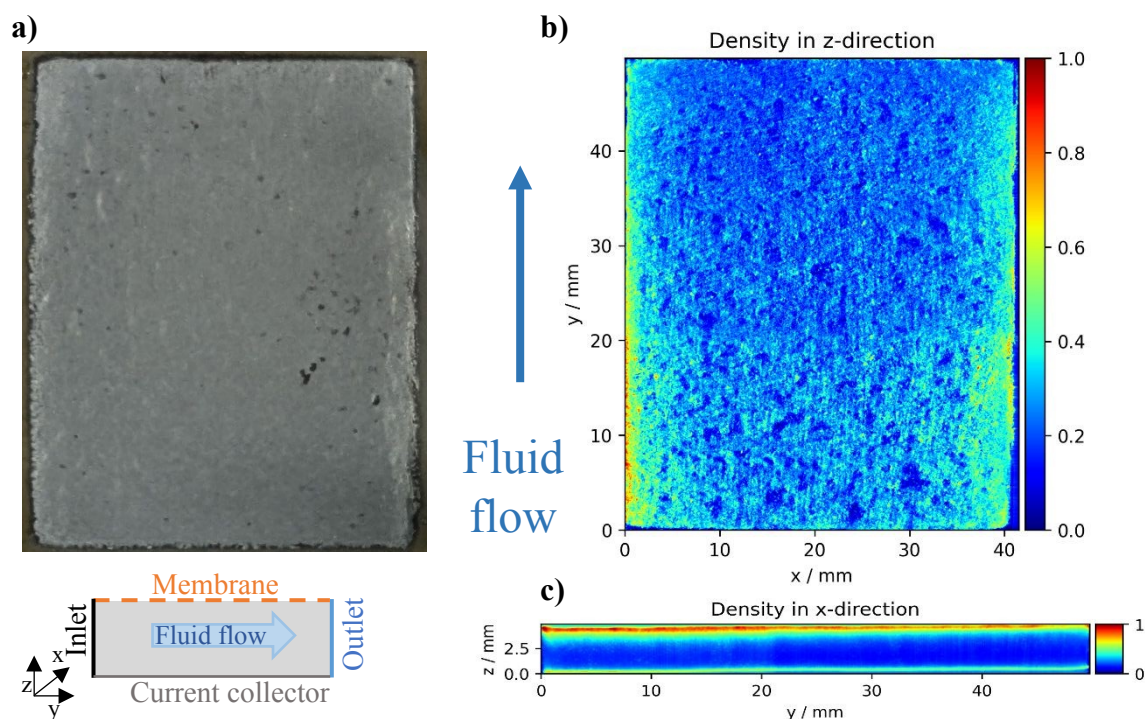 a)
b)
Density in z-direction
1.0
0.8
0.6
0.4
0.2
0.0
40
30
20
10
0
y / mm
0
10
20
30
40
x / mm
Fluid
flow
Membrane
Inlet
Fluid flow
Outlet
Current collector
z
x
y
c)
Density in x-direction
z / mm
2.5
0.0
0
10
20
30
40
y / mm
1
0